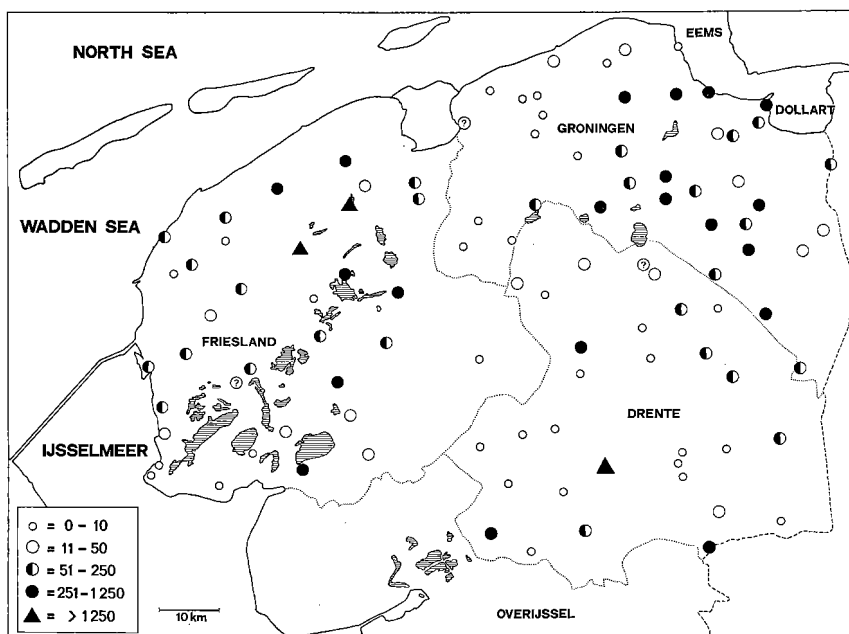 NORTH SEA
EEMS
DOLLART
GRONINGEN
?
WADDEN SEA
?
FRIESLAND
?
DRENTE
IJSSELMEER
○ = 0 – 10
○ = 11 – 50
◐ = 51 – 250
● = 251 – 1250
▲ = > 1250
10 km
OVERIJSSEL